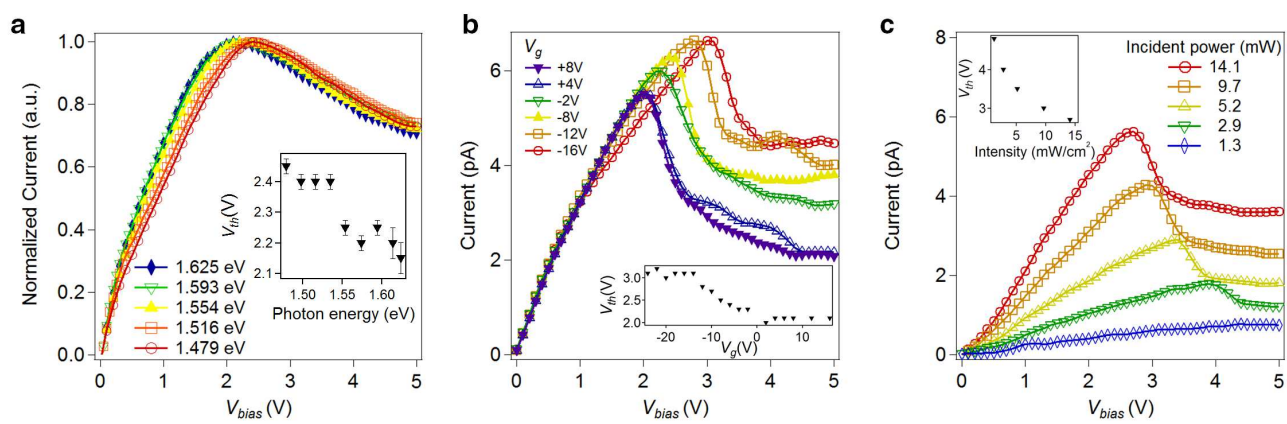 a
Normalized Current (a.u.)
1.0
0.8
0.6
0.4
0.2
0.0
0 1 2 3 4 5
V_bias (V)
1.625 eV
1.593 eV
1.554 eV
1.516 eV
1.479 eV
V_th (V)
2.4
2.3
2.2
2.1
1.50 1.55 1.60
Photon energy (eV)
b
Current (pA)
6
4
2
0
0 1 2 3 4 5
V_bias (V)
V_g
+8V
+4V
-2V
-8V
-12V
-16V
V_th (V)
3.0
2.5
2.0
-20 -10 0 10
V_g(V)
c
Current (pA)
8
6
4
2
0
0 1 2 3 4 5
V_bias (V)
V_th (V)
4
3
5 10 15
Intensity (mW/cm²)
Incident power (mW)
14.1
9.7
5.2
2.9
1.3